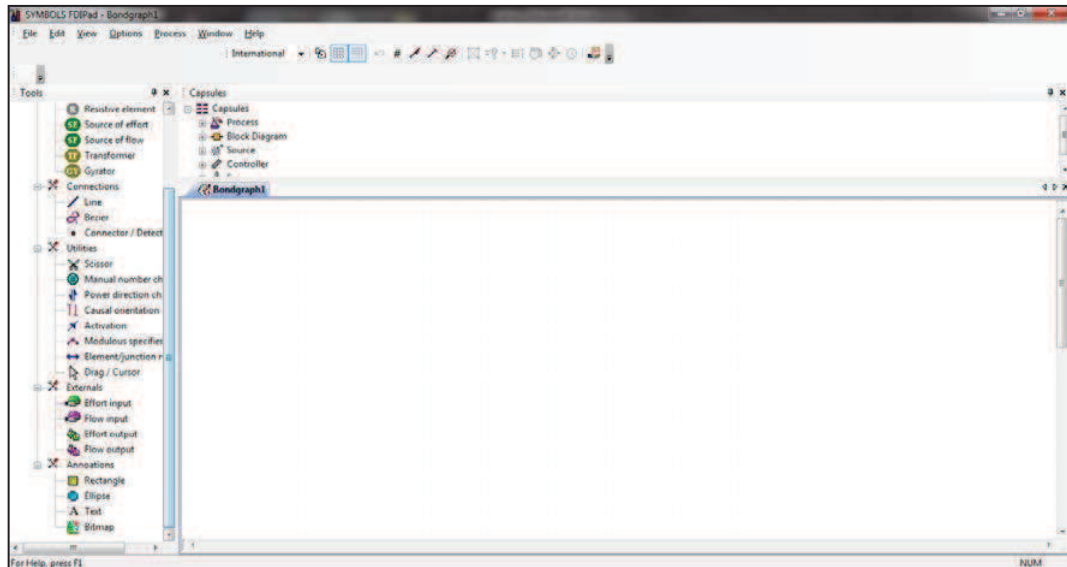 SYMBOLS FDIPad - Bondgraph1
File Edit View Options Process Window Help
International
Tools
Resistive element
Source of effort
Source of flow
Transformer
Gyrator
Connections
Line
Bezier
Connector / Detect
Utilities
Scissor
Manual number ch
Power direction ch
Causal orientation
Activation
Modulous specifier
Element/junction r
Drag / Cursor
Externals
Effort input
Flow input
Effort output
Flow output
Annoations
Rectangle
Ellipse
Text
Bitmap
Capsules
Capsules
Process
Block Diagram
Source
Controller
Bondgraph1
For Help, press F1
NUM